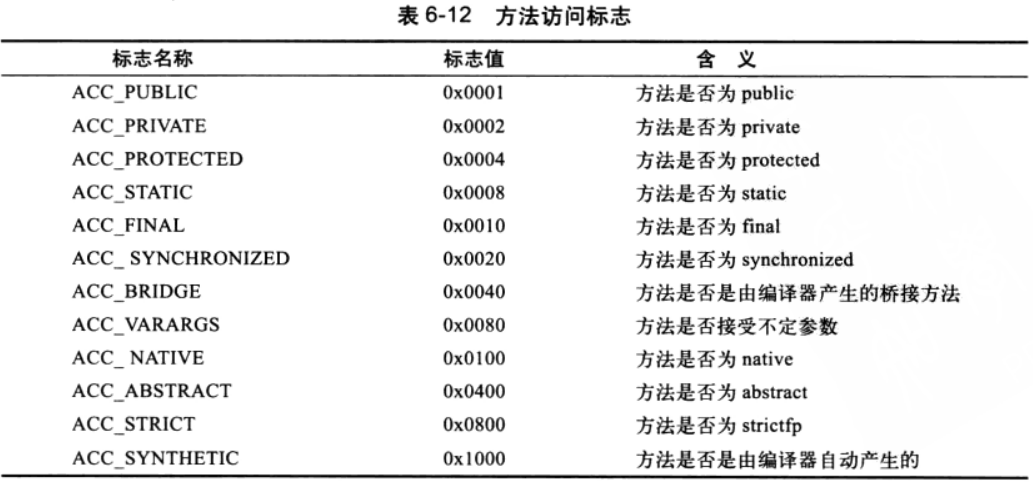 表 6-12 方法访问标志
标志名称 标志值 含 义
ACC_PUBLIC 0x0001 方法是否为 public
ACC_PRIVATE 0x0002 方法是否为 private
ACC_PROTECTED 0x0004 方法是否为 protected
ACC_STATIC 0x0008 方法是否为 static
ACC_FINAL 0x0010 方法是否为 final
ACC_ SYNCHRONIZED 0x0020 方法是否为 synchronized
ACC_BRIDGE 0x0040 方法是否是由编译器产生的桥接方法
ACC_VARARGS 0x0080 方法是否接受不定参数
ACC_ NATIVE 0x0100 方法是否为 native
ACC_ABSTRACT 0x0400 方法是否为 abstract
ACC_STRICT 0x0800 方法是否为 strictfp
ACC_SYNTHETIC 0x1000 方法是否是由编译器自动产生的